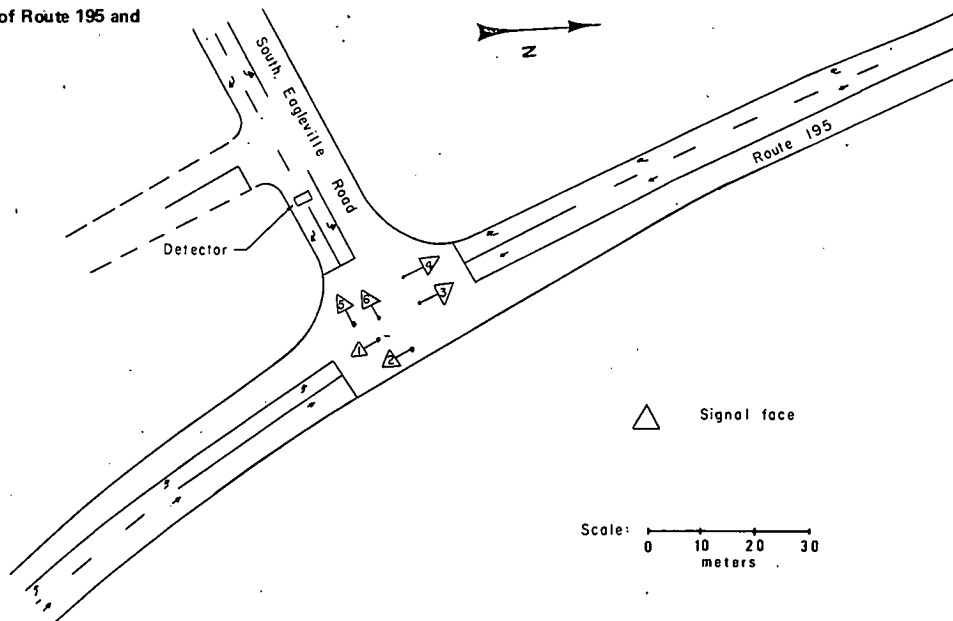 of Route 195 and
South Eagleville Road
N
Route 195
Detector
4
3
5
6
1
2
Signal face
Scale:
0 10 20 30
meters